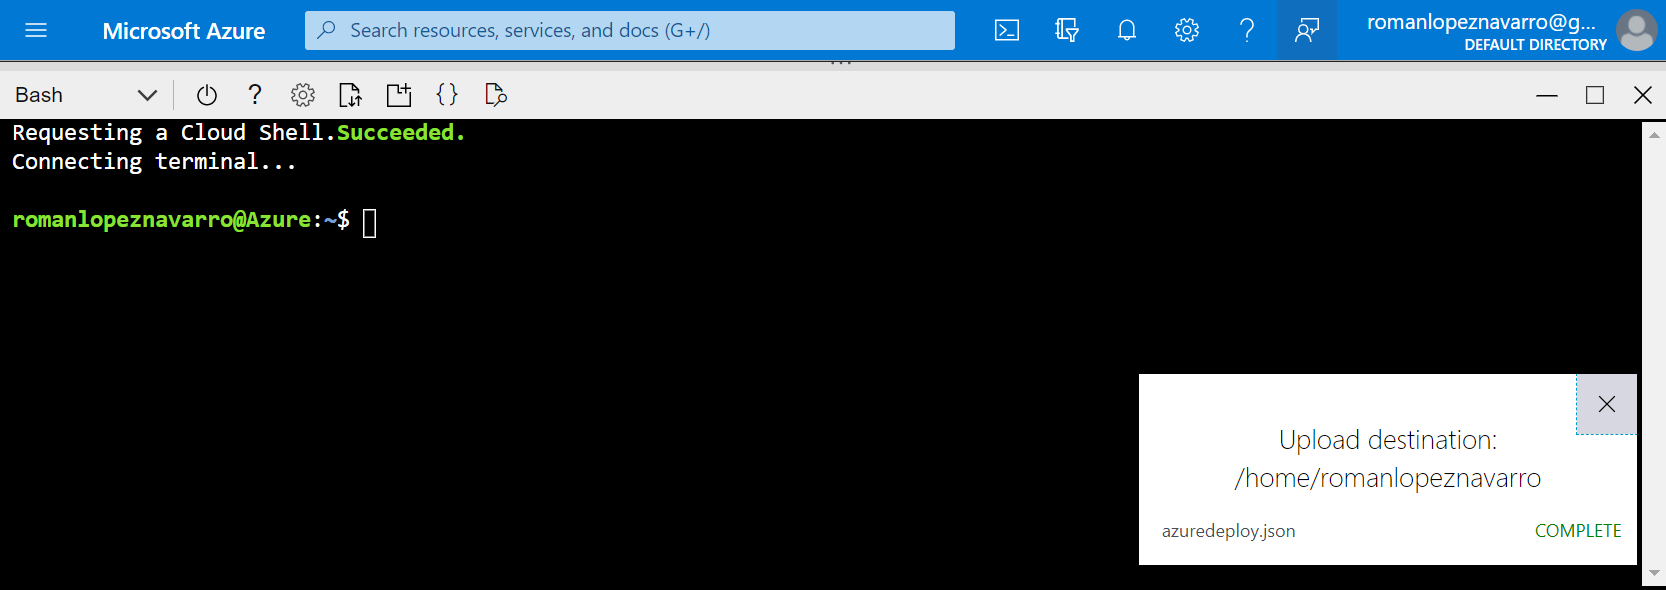 Microsoft Azure
Search resources, services, and docs (G+/)
romanlopeznavarro@g...
DEFAULT DIRECTORY
Bash
Requesting a Cloud Shell.Succeeded.
Connecting terminal...
romanlopeznavarro@Azure:~$
Upload destination:
/home/romanlopeznavarro
azuredeploy.json COMPLETE